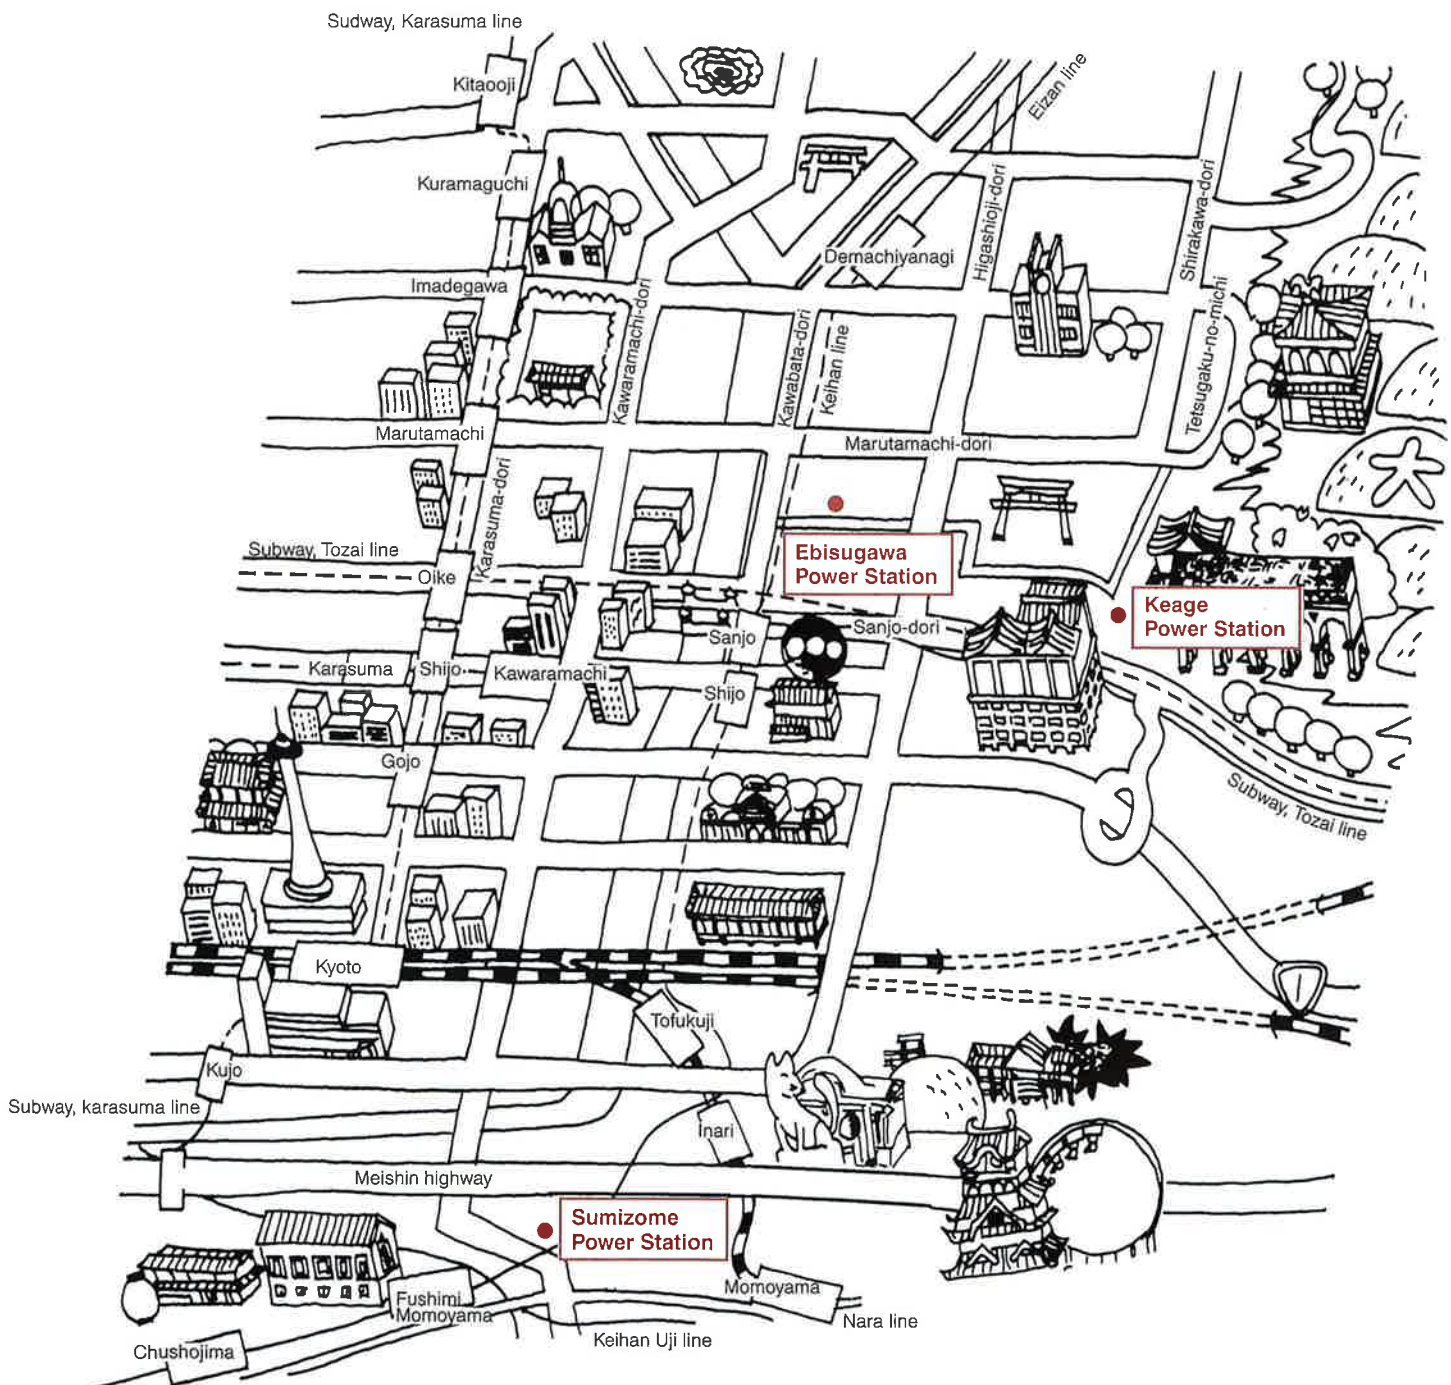 Sudway, Karasuma line
Kitaooji
Eizan line
Kuramaguchi
Higashioji-dori
Shirakawa-dori
Demachiyanagi
Imadegawa
Kawaramachi-dori
Kawabata-dori
Keihan line
Tetsugaku-no-michi
Marutamachi
Marutamachi-dori
大
Karasuma-dori
Subway, Tozai line
Oike
Ebisugawa
Power Station
Keage
Power Station
Sanjo
Sanjo-dori
Karasuma
Shijo
Kawaramachi
Shijo
Gojo
Subway, Tozai line
Kyoto
Tofukuji
Kujo
Subway, karasuma line
Inari
Meishin highway
Sumizome
Power Station
Fushimi
Momoyama
Momoyama
Nara line
Keihan Uji line
Chushojima